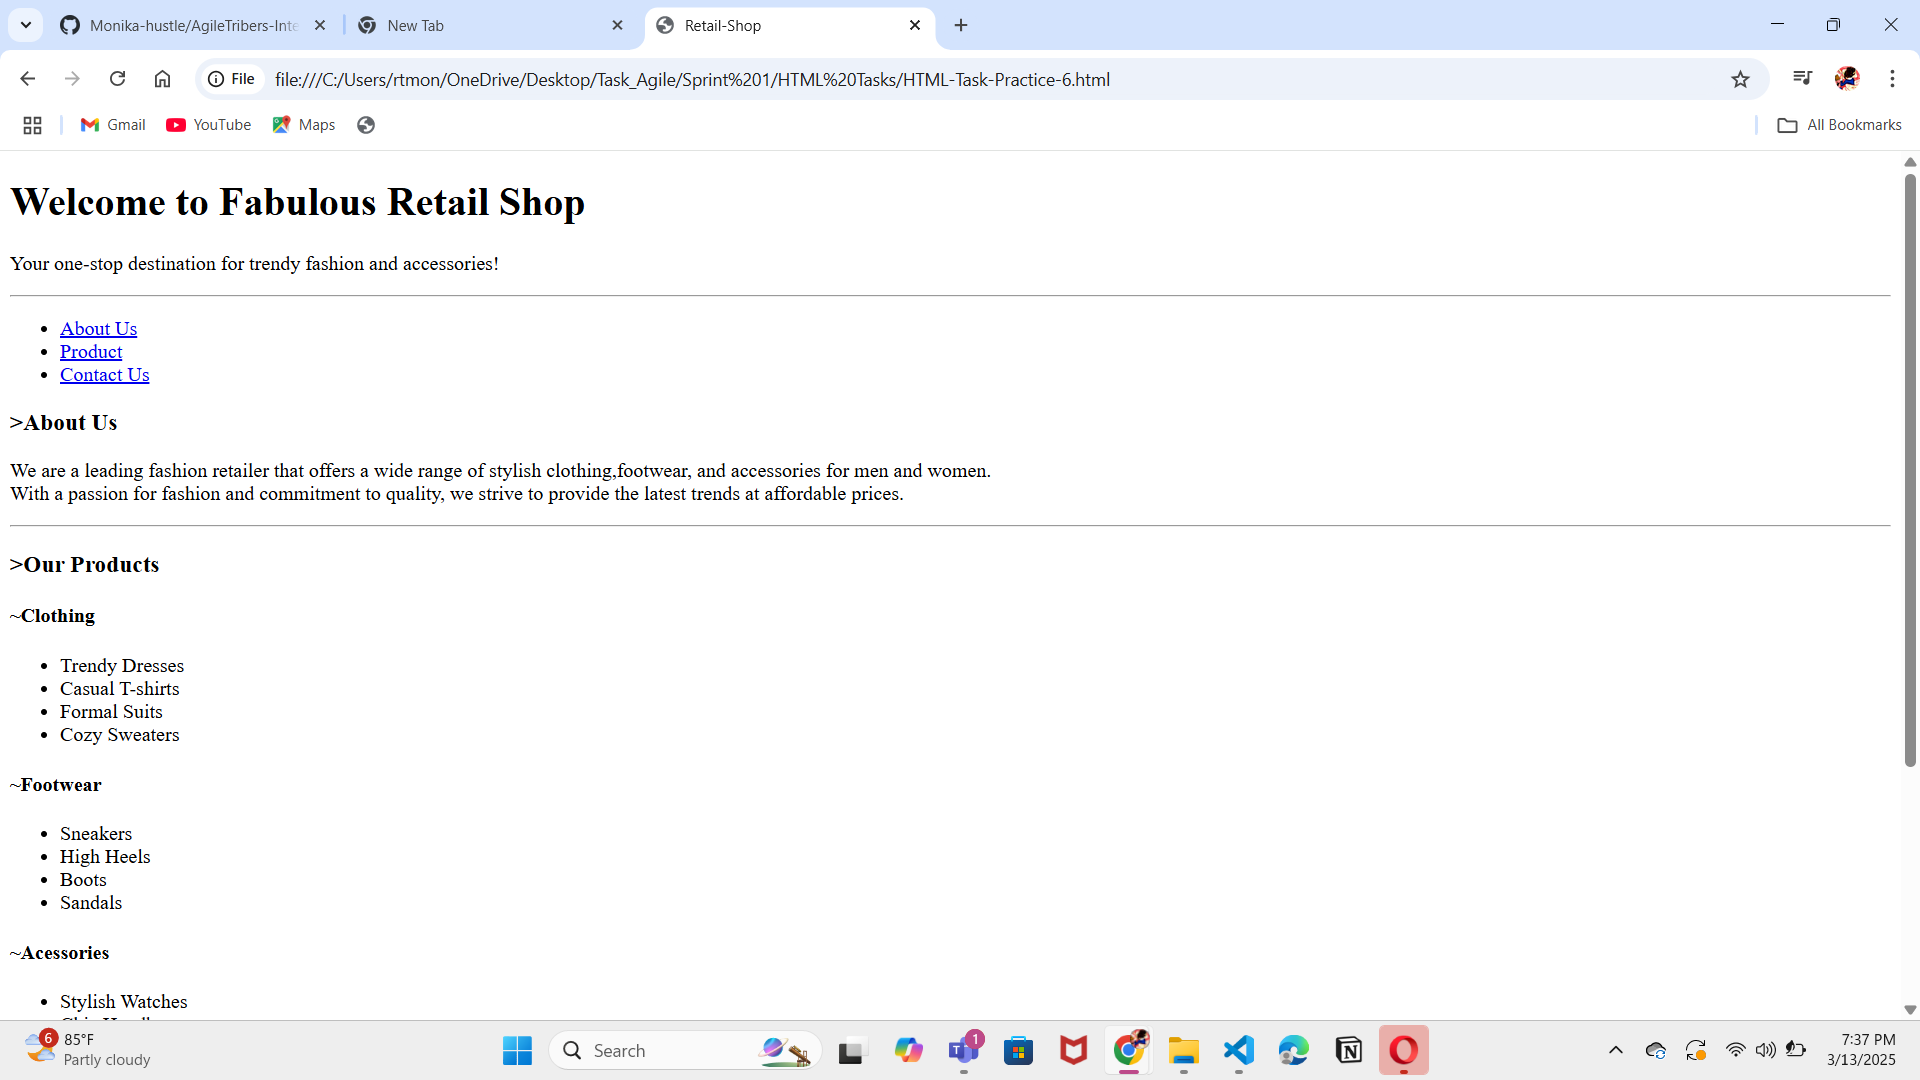 Monika-hustle/AgileTribers-Inte
New Tab
Retail-Shop
File
file:///C:/Users/rtmon/OneDrive/Desktop/Task_Agile/Sprint%201/HTML%20Tasks/HTML-Task-Practice-6.html
Gmail
YouTube
Maps
All Bookmarks
Welcome to Fabulous Retail Shop
Your one-stop destination for trendy fashion and accessories!
• About Us
• Product
• Contact Us
>About Us
We are a leading fashion retailer that offers a wide range of stylish clothing,footwear, and accessories for men and women.
With a passion for fashion and commitment to quality, we strive to provide the latest trends at affordable prices.
>Our Products
~Clothing
• Trendy Dresses
• Casual T-shirts
• Formal Suits
• Cozy Sweaters
~Footwear
• Sneakers
• High Heels
• Boots
• Sandals
~Acessories
• Stylish Watches
6
85°F
Partly cloudy
Search
1
7:37 PM
3/13/2025